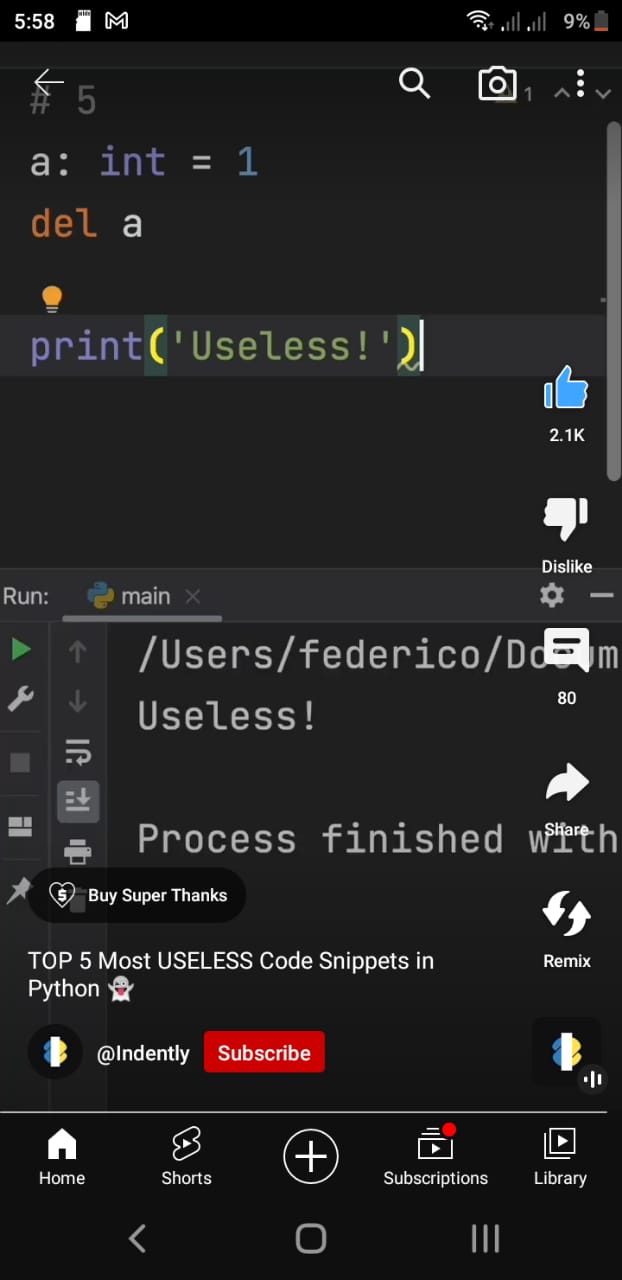 5:58
9%
# 5
1
a: int = 1
del a
print('Useless!')
2.1K
Dislike
Run: main
/Users/federico/Docum
Useless!
80
Process finished with
Share
Buy Super Thanks
Remix
TOP 5 Most USELESS Code Snippets in
Python 👻
@Indently Subscribe
Home Shorts Subscriptions Library